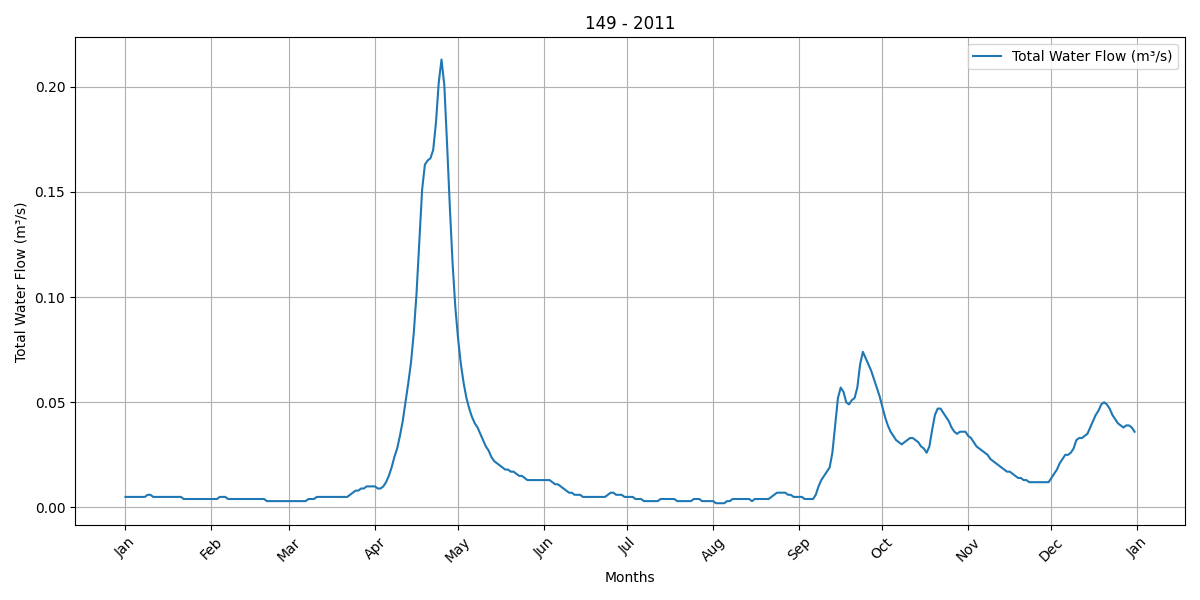 149 - 2011
Total Water Flow (m³/s)
Total Water Flow (m³/s)
0.20
0.15
0.10
0.05
0.00
Jan Feb Mar Apr May Jun Jul Aug Sep Oct Nov Dec Jan
Months